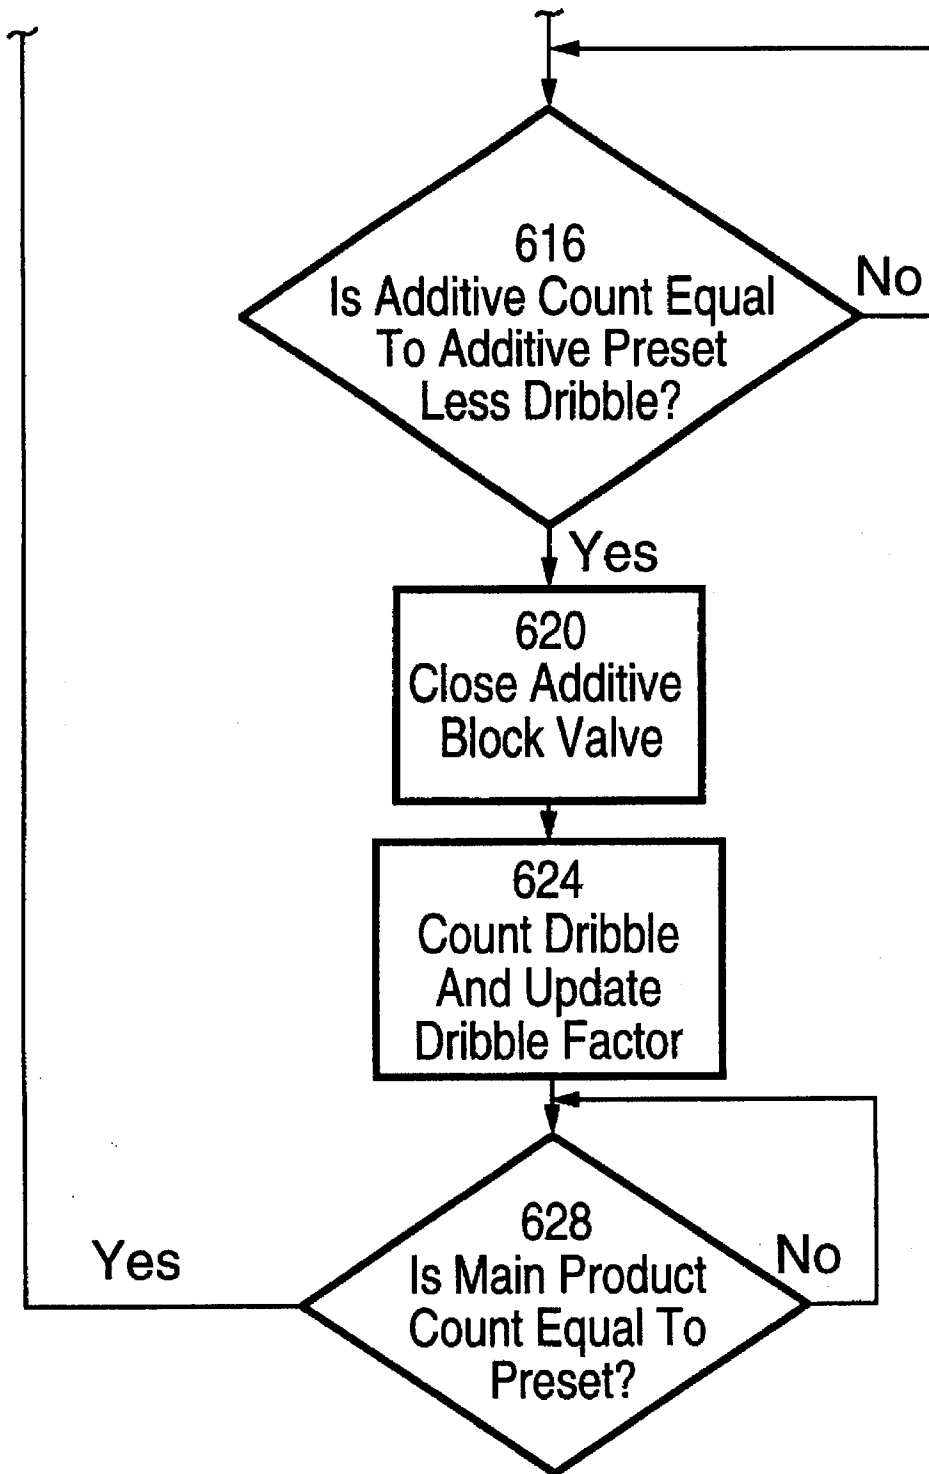 616
Is Additive Count Equal
To Additive Preset
Less Dribble?
No
Yes
620
Close Additive
Block Valve
624
Count Dribble
And Update
Dribble Factor
628
Is Main Product
Count Equal To
Preset?
Yes
No